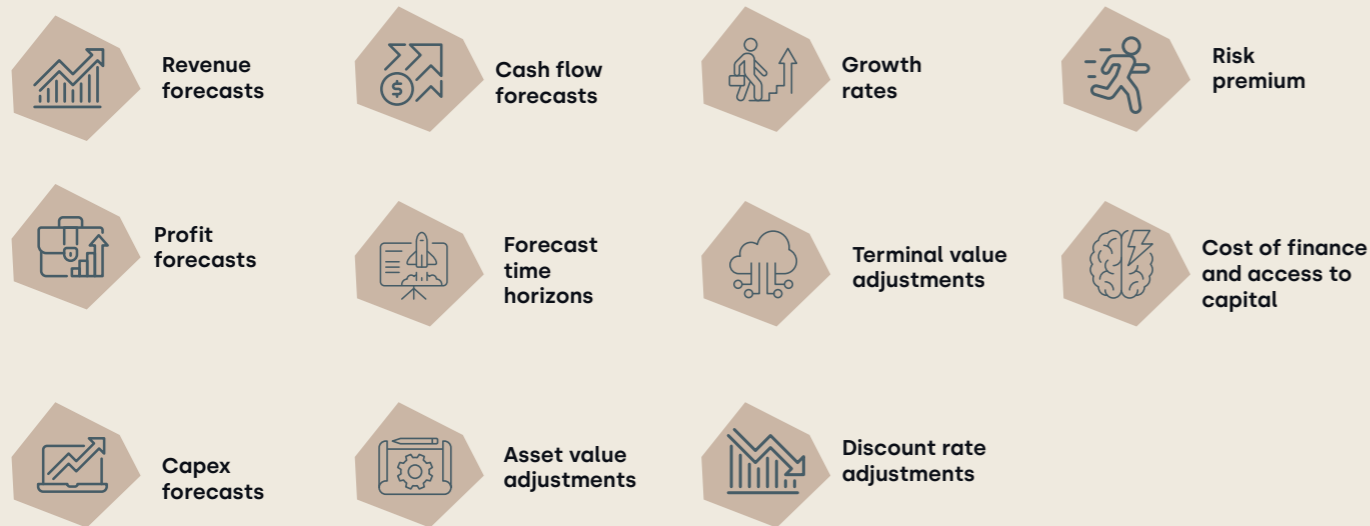 Revenue
forecasts
Cash flow
forecasts
Growth
rates
Risk
premium
Profit
forecasts
Forecast
time
horizons
Terminal value
adjustments
Cost of finance
and access to
capital
Capex
forecasts
Asset value
adjustments
Discount rate
adjustments
$